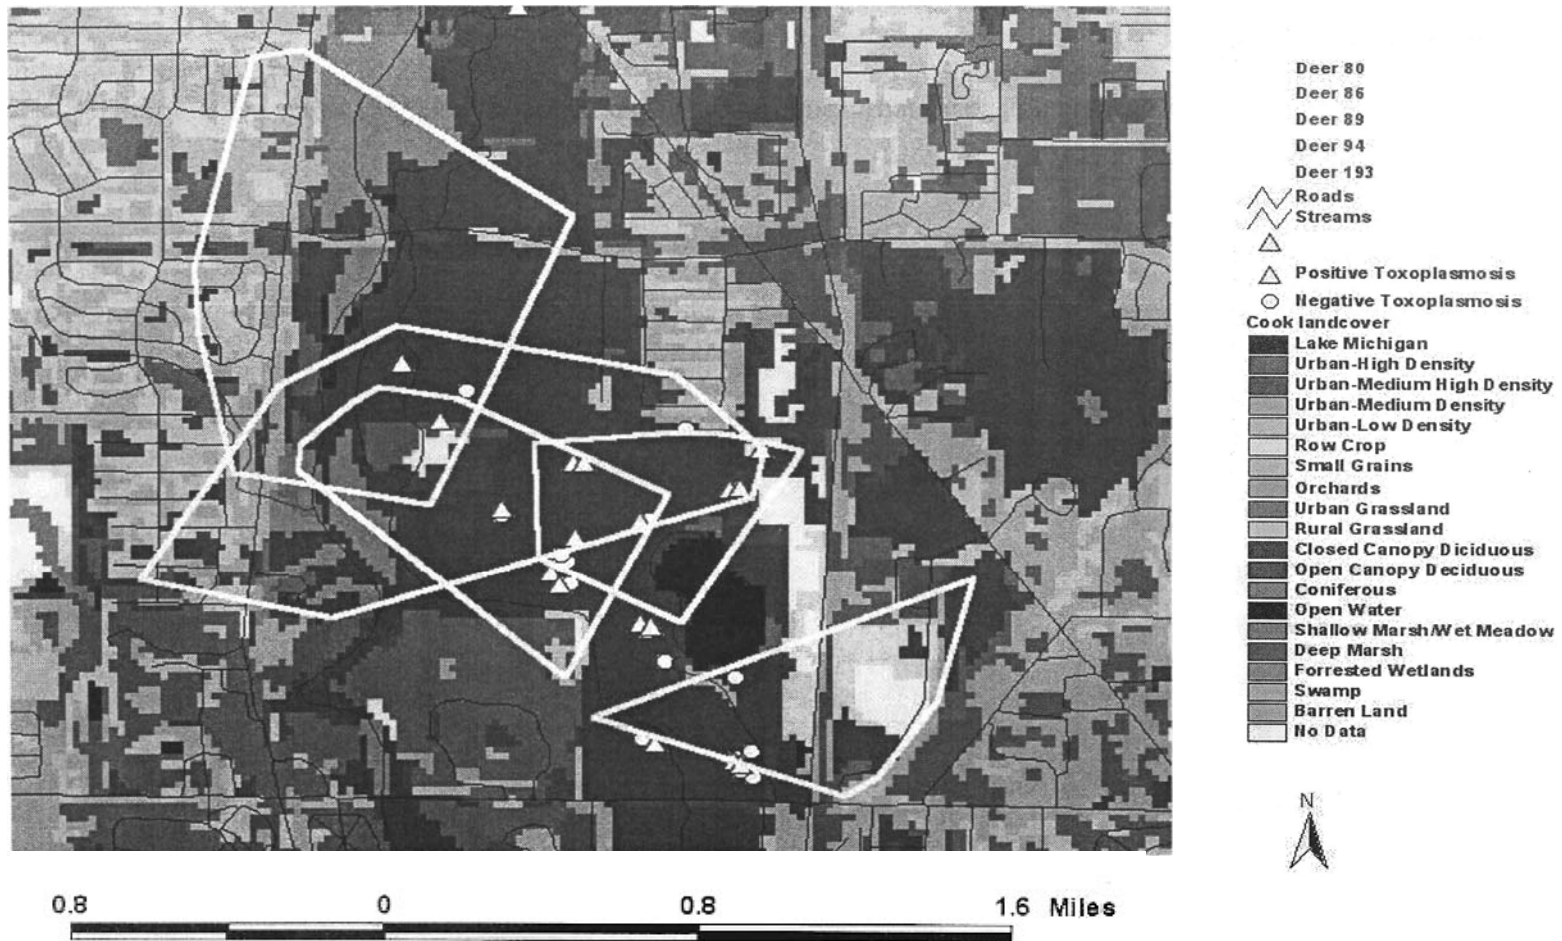 Deer 80
Deer 86
Deer 89
Deer 94
Deer 193
Roads
Streams
Positive Toxoplasmosis
Negative Toxoplasmosis
Cook landcover
Lake Michigan
Urban-High Density
Urban-Medium High Density
Urban-Medium Density
Urban-Low Density
Row Crop
Small Grains
Orchards
Urban Grassland
Rural Grassland
Closed Canopy Diciduous
Open Canopy Deciduous
Coniferous
Open Water
Shallow Marsh/Wet Meadow
Deep Marsh
Forrested Wetlands
Swamp
Barren Land
No Data
N
0.8 0 0.8 1.6 Miles